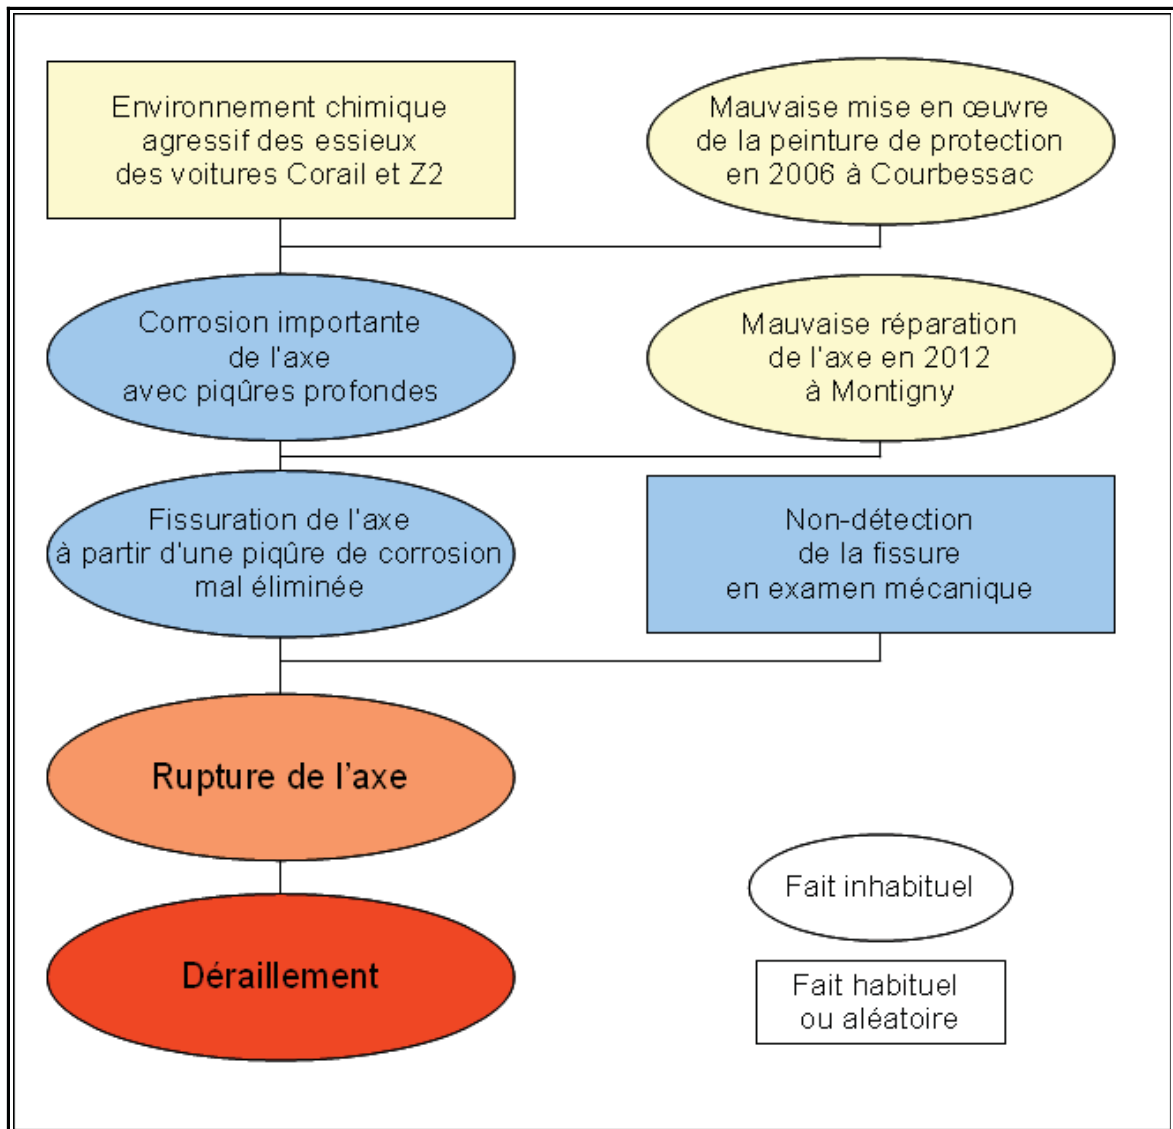 Environnement chimique
agressif des essieux
des voitures Corail et Z2
Mauvaise mise en œuvre
de la peinture de protection
en 2006 à Courbessac
Corrosion importante
de l'axe
avec piqûres profondes
Mauvaise réparation
de l'axe en 2012
à Montigny
Fissuration de l'axe
à partir d'une piqûre de corrosion
mal éliminée
Non-détection
de la fissure
en examen mécanique
Rupture de l'axe
Déraillement
Fait inhabituel
Fait habituel
ou aléatoire